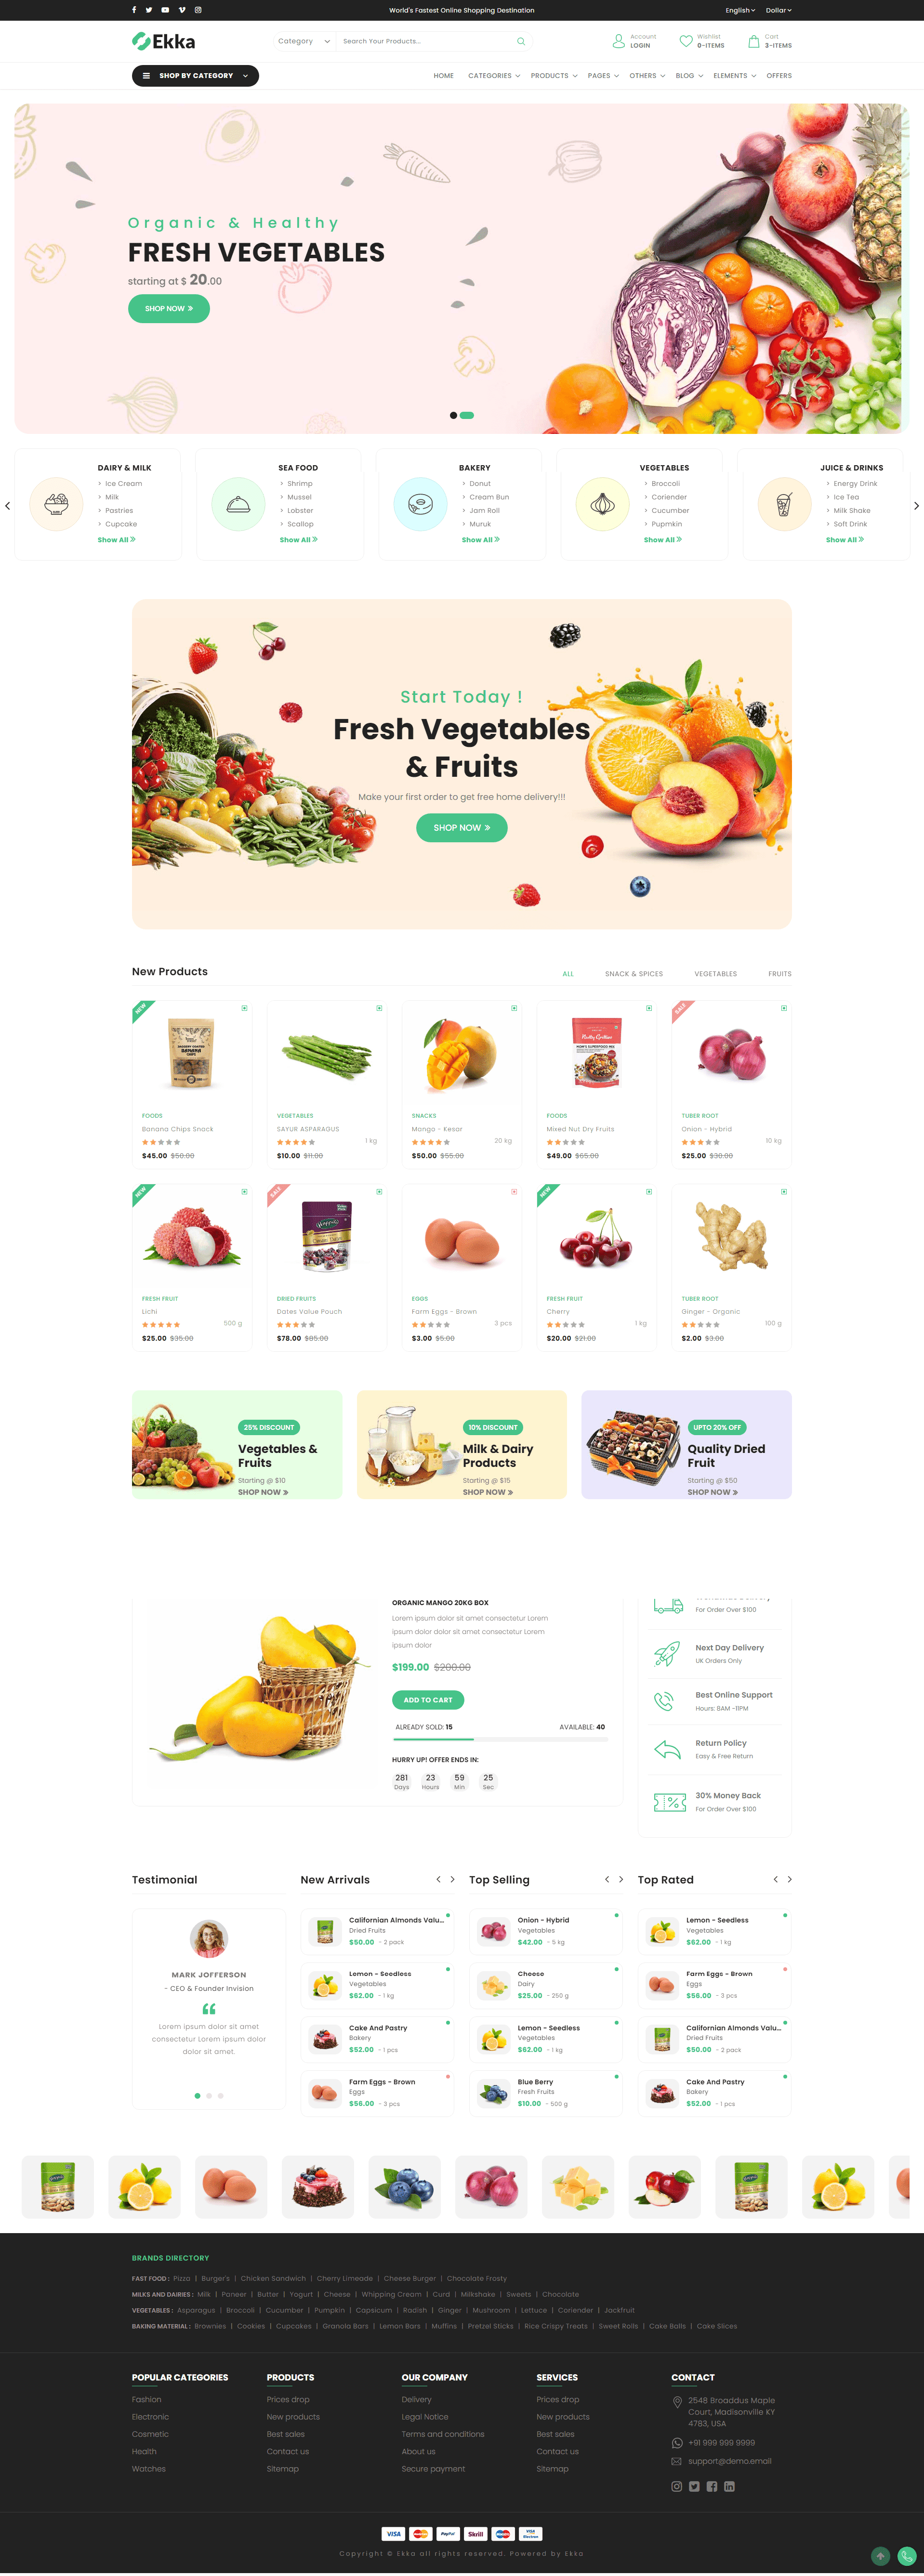 World's Fastest Online Shopping Destination
English
Dollar
Ekka
Category
Search Your Products...
Account
LOGIN
Wishlist
0-ITEMS
Cart
3-ITEMS
SHOP BY CATEGORY
HOME
CATEGORIES
PRODUCTS
PAGES
OTHERS
BLOG
ELEMENTS
OFFERS
Organic & Healthy
FRESH VEGETABLES
starting at $ 20.00
SHOP NOW »
DAIRY & MILK
Ice Cream
Milk
Pastries
Cupcake
Show All »
SEA FOOD
Shrimp
Mussel
Lobster
Scallop
Show All »
BAKERY
Donut
Cream Bun
Jam Roll
Muruk
Show All »
VEGETABLES
Broccoli
Coriender
Cucumber
Pupmkin
Show All »
JUICE & DRINKS
Energy Drink
Ice Tea
Milk Shake
Soft Drink
Show All »
Start Today !
Fresh Vegetables
& Fruits
Make your first order to get free home delivery!!!
SHOP NOW »
New Products
ALL
SNACK & SPICES
VEGETABLES
FRUITS
NEW
BANANA
CHIPS
FOODS
Banana Chips Snack
$45.00 $50.00
VEGETABLES
SAYUR ASPARAGUS
1 kg
$10.00 $11.00
SNACKS
Mango - Kesar
20 kg
$50.00 $55.00
FOODS
Mixed Nut Dry Fruits
$49.00 $65.00
SALE
TUBER ROOT
Onion - Hybrid
10 kg
$25.00 $30.00
NEW
FRESH FRUIT
Lichi
500 g
$25.00 $35.00
SALE
DRIED FRUITS
Dates Value Pouch
$78.00 $85.00
EGGS
Farm Eggs - Brown
3 pcs
$3.00 $5.00
NEW
FRESH FRUIT
Cherry
1 kg
$20.00 $21.00
TUBER ROOT
Ginger - Organic
100 g
$2.00 $3.00
25% DISCOUNT
Vegetables &
Fruits
Starting @ $10
SHOP NOW »
10% DISCOUNT
Milk & Dairy
Products
Starting @ $15
SHOP NOW »
UPTO 20% OFF
Quality Dried
Fruit
Starting @ $50
SHOP NOW »
ORGANIC MANGO 20KG BOX
Lorem ipsum dolor sit amet consectetur Lorem
ipsum dolor dolor sit amet consectetur Lorem
ipsum dolor
$199.00 $200.00
ADD TO CART
ALREADY SOLD: 15
AVAILABLE: 40
HURRY UP! OFFER ENDS IN:
281 23 59 25
Days Hours Min Sec
For Order Over $100
Next Day Delivery
UK Orders Only
Best Online Support
Hours: 8AM -11PM
Return Policy
Easy & Free Return
30% Money Back
For Order Over $100
Testimonial
MARK JOFFERSON
- CEO & Founder Invision
Lorem ipsum dolor sit amet
consectetur Lorem ipsum dolor
dolor sit amet.
New Arrivals
Californian Almonds Valu...
Dried Fruits
$50.00 - 2 pack
Lemon - Seedless
Vegetables
$62.00 - 1 kg
Cake And Pastry
Bakery
$52.00 - 1 pcs
Farm Eggs - Brown
Eggs
$56.00 - 3 pcs
Top Selling
Onion - Hybrid
Vegetables
$42.00 - 5 kg
Cheese
Dairy
$25.00 - 250 g
Lemon - Seedless
Vegetables
$62.00 - 1 kg
Blue Berry
Fresh Fruits
$10.00 - 500 g
Top Rated
Lemon - Seedless
Vegetables
$62.00 - 1 kg
Farm Eggs - Brown
Eggs
$56.00 - 3 pcs
Californian Almonds Valu...
Dried Fruits
$50.00 - 2 pack
Cake And Pastry
Bakery
$52.00 - 1 pcs
BRANDS DIRECTORY
FAST FOOD : Pizza | Burger's | Chicken Sandwich | Cherry Limeade | Cheese Burger | Chocolate Frosty
MILKS AND DAIRIES : Milk | Paneer | Butter | Yogurt | Cheese | Whipping Cream | Curd | Milkshake | Sweets | Chocolate
VEGETABLES : Asparagus | Broccoli | Cucumber | Pumpkin | Capsicum | Radish | Ginger | Mushroom | Lettuce | Coriender | Jackfruit
BAKING MATERIAL : Brownies | Cookies | Cupcakes | Granola Bars | Lemon Bars | Muffins | Pretzel Sticks | Rice Crispy Treats | Sweet Rolls | Cake Balls | Cake Slices
POPULAR CATEGORIES
Fashion
Electronic
Cosmetic
Health
Watches
PRODUCTS
Prices drop
New products
Best sales
Contact us
Sitemap
OUR COMPANY
Delivery
Legal Notice
Terms and conditions
About us
Secure payment
SERVICES
Prices drop
New products
Best sales
Contact us
Sitemap
CONTACT
2548 Broaddus Maple
Court, Madisonville KY
4783, USA
+91 999 999 9999
support@demo.email
VISA
PayPal
Skrill
VISA
Electron
Copyright © Ekka all rights reserved. Powered by Ekka